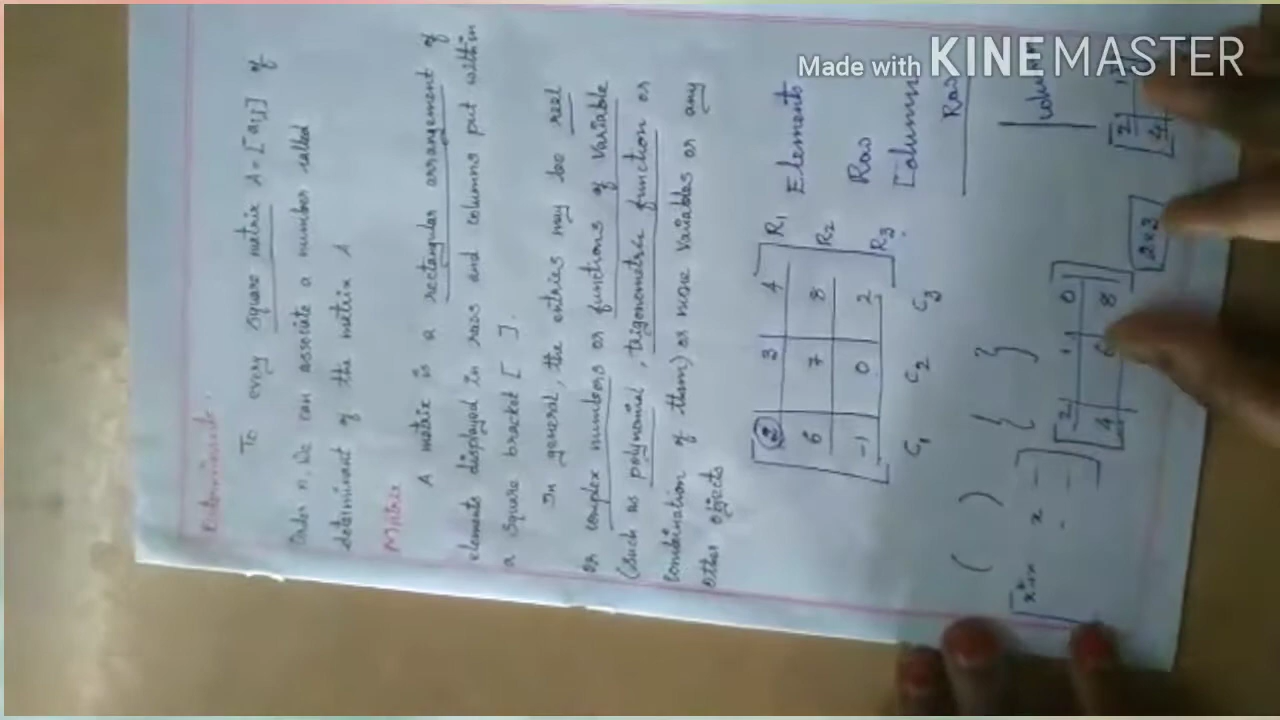 Made with KINEMASTER
Determinant.
To every square matrix A = [aij] of
Order n, We can associate a number called
determinant of the matrix A
Matrix
A matrix is a rectangular arrangement of
elements displayed in rows and columns put within
a square bracket [ ].
In general, the entries may be real
or complex numbers or functions of variable
(such as polynomial, trigonometric function or
combination of them) or more variables or any
other objects
2 3 4 R1 Elements
6 7 8 R2 Row
-1 0 2 R3 Column
C1 C2 C3 Row
( ) { }
2 1 0
4 6 8
2x3